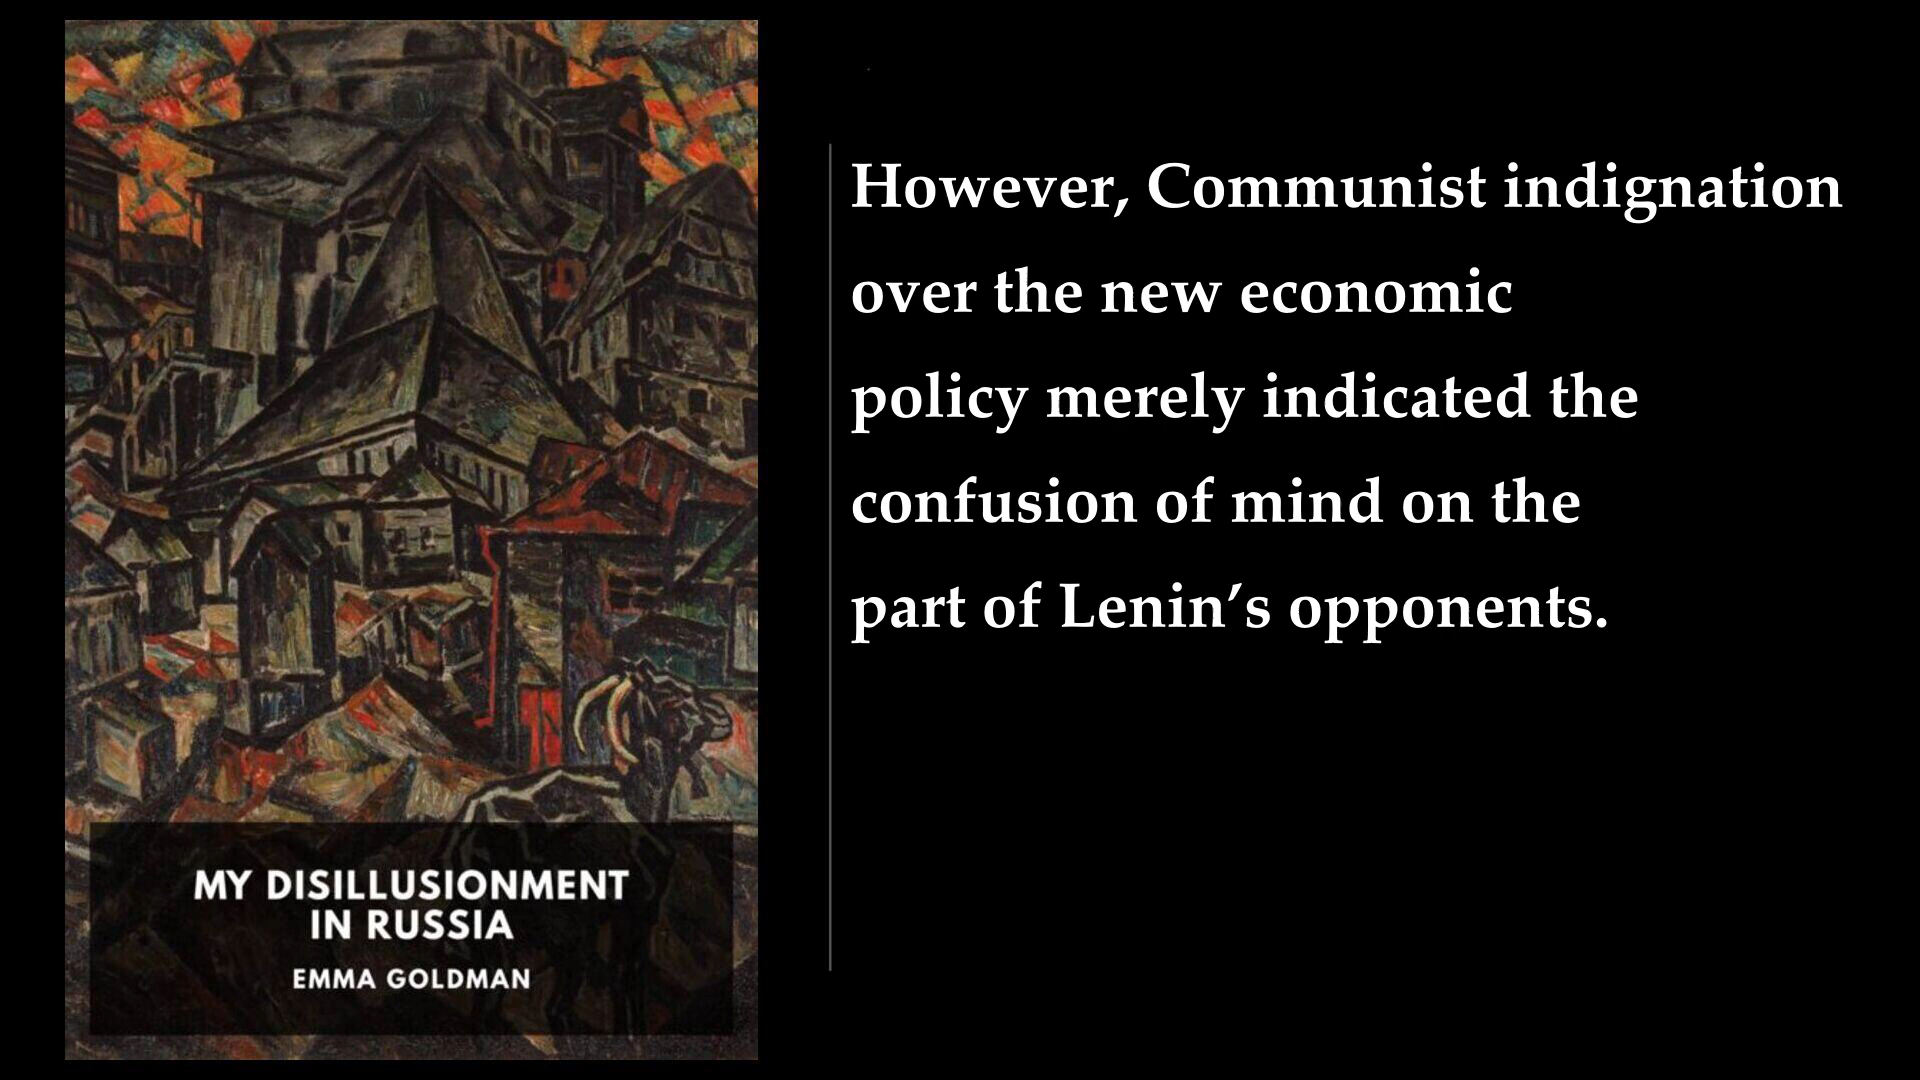 However, Communist indignation
over the new economic
policy merely indicated the
confusion of mind on the
part of Lenin’s opponents.
MY DISILLUSIONMENT
IN RUSSIA
EMMA GOLDMAN